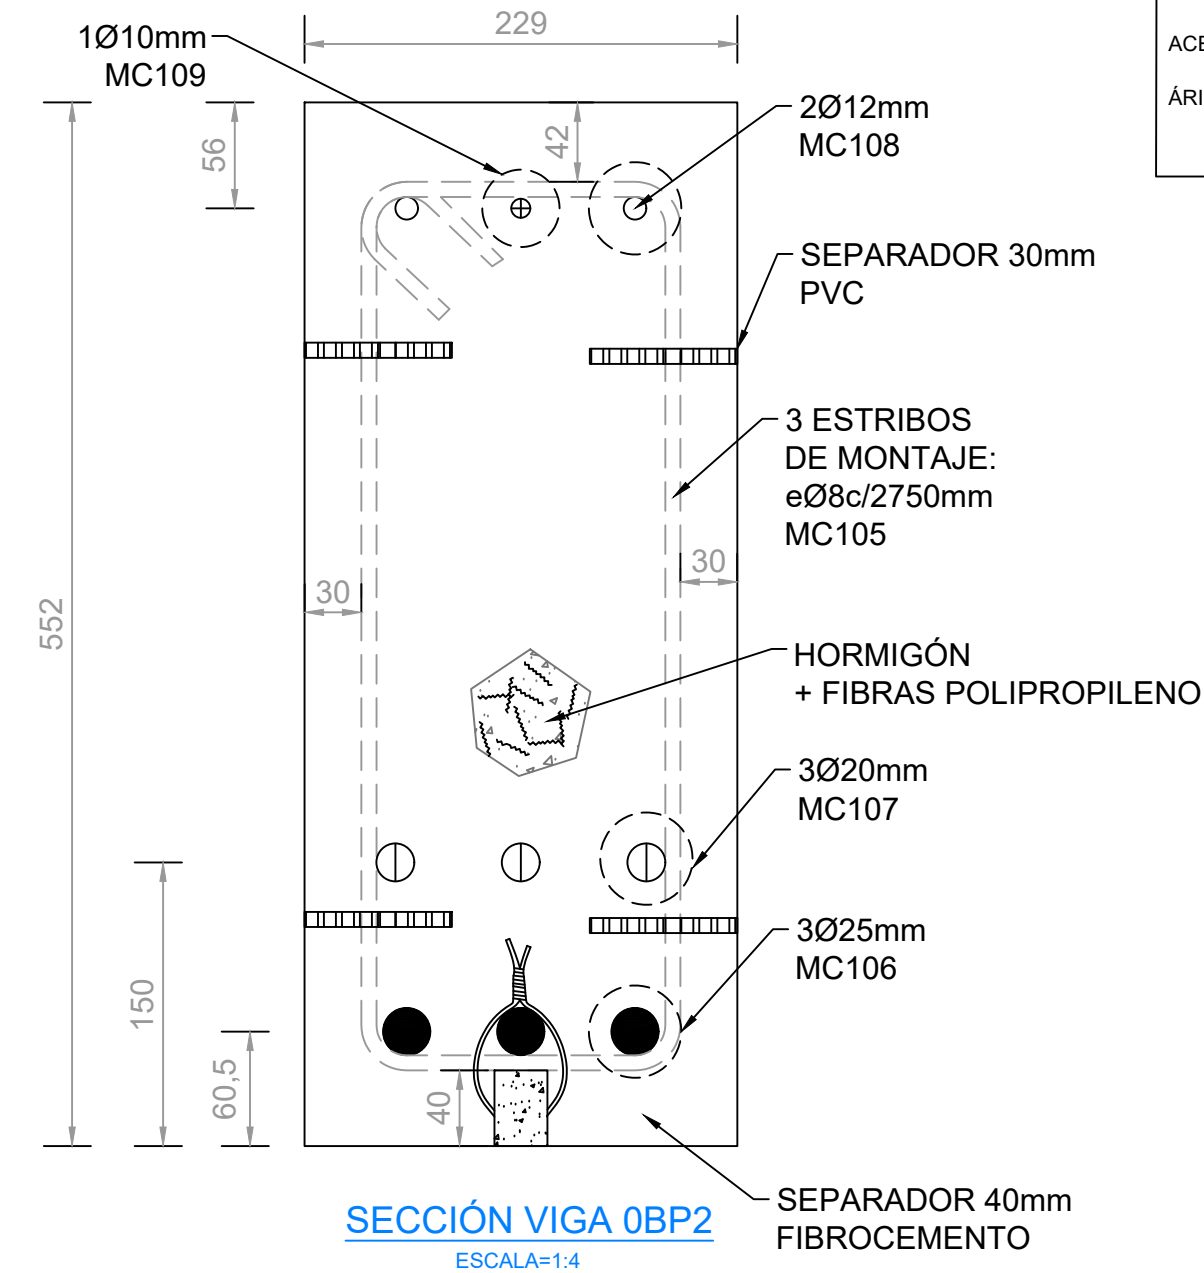 229
1Ø10mm
MC109
56
42
2Ø12mm
MC108
SEPARADOR 30mm
PVC
3 ESTRIBOS
DE MONTAJE:
eØ8c/2750mm
MC105
30
30
552
HORMIGÓN
+ FIBRAS POLIPROPILENO
3Ø20mm
MC107
3Ø25mm
MC106
150
60,5
40
SEPARADOR 40mm
FIBROCEMENTO
SECCIÓN VIGA 0BP2
ESCALA=1:4